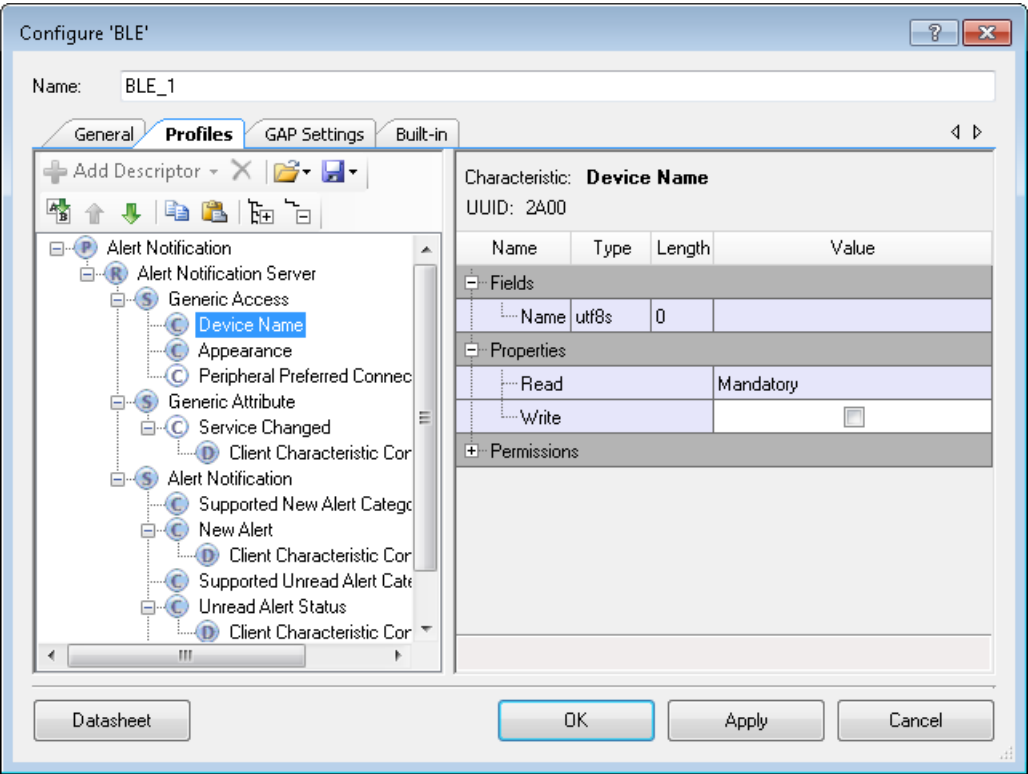 Configure 'BLE'
Name: BLE_1
General Profiles GAP Settings Built-in
Add Descriptor
Alert Notification
Alert Notification Server
Generic Access
Device Name
Appearance
Peripheral Preferred Connec
Generic Attribute
Service Changed
Client Characteristic Cor
Alert Notification
Supported New Alert Catego
New Alert
Client Characteristic Cor
Supported Unread Alert Cate
Unread Alert Status
Client Characteristic Cor
Characteristic: Device Name
UUID: 2A00
Name Type Length Value
Fields
Name utf8s 0
Properties
Read Mandatory
Write
Permissions
Datasheet OK Apply Cancel